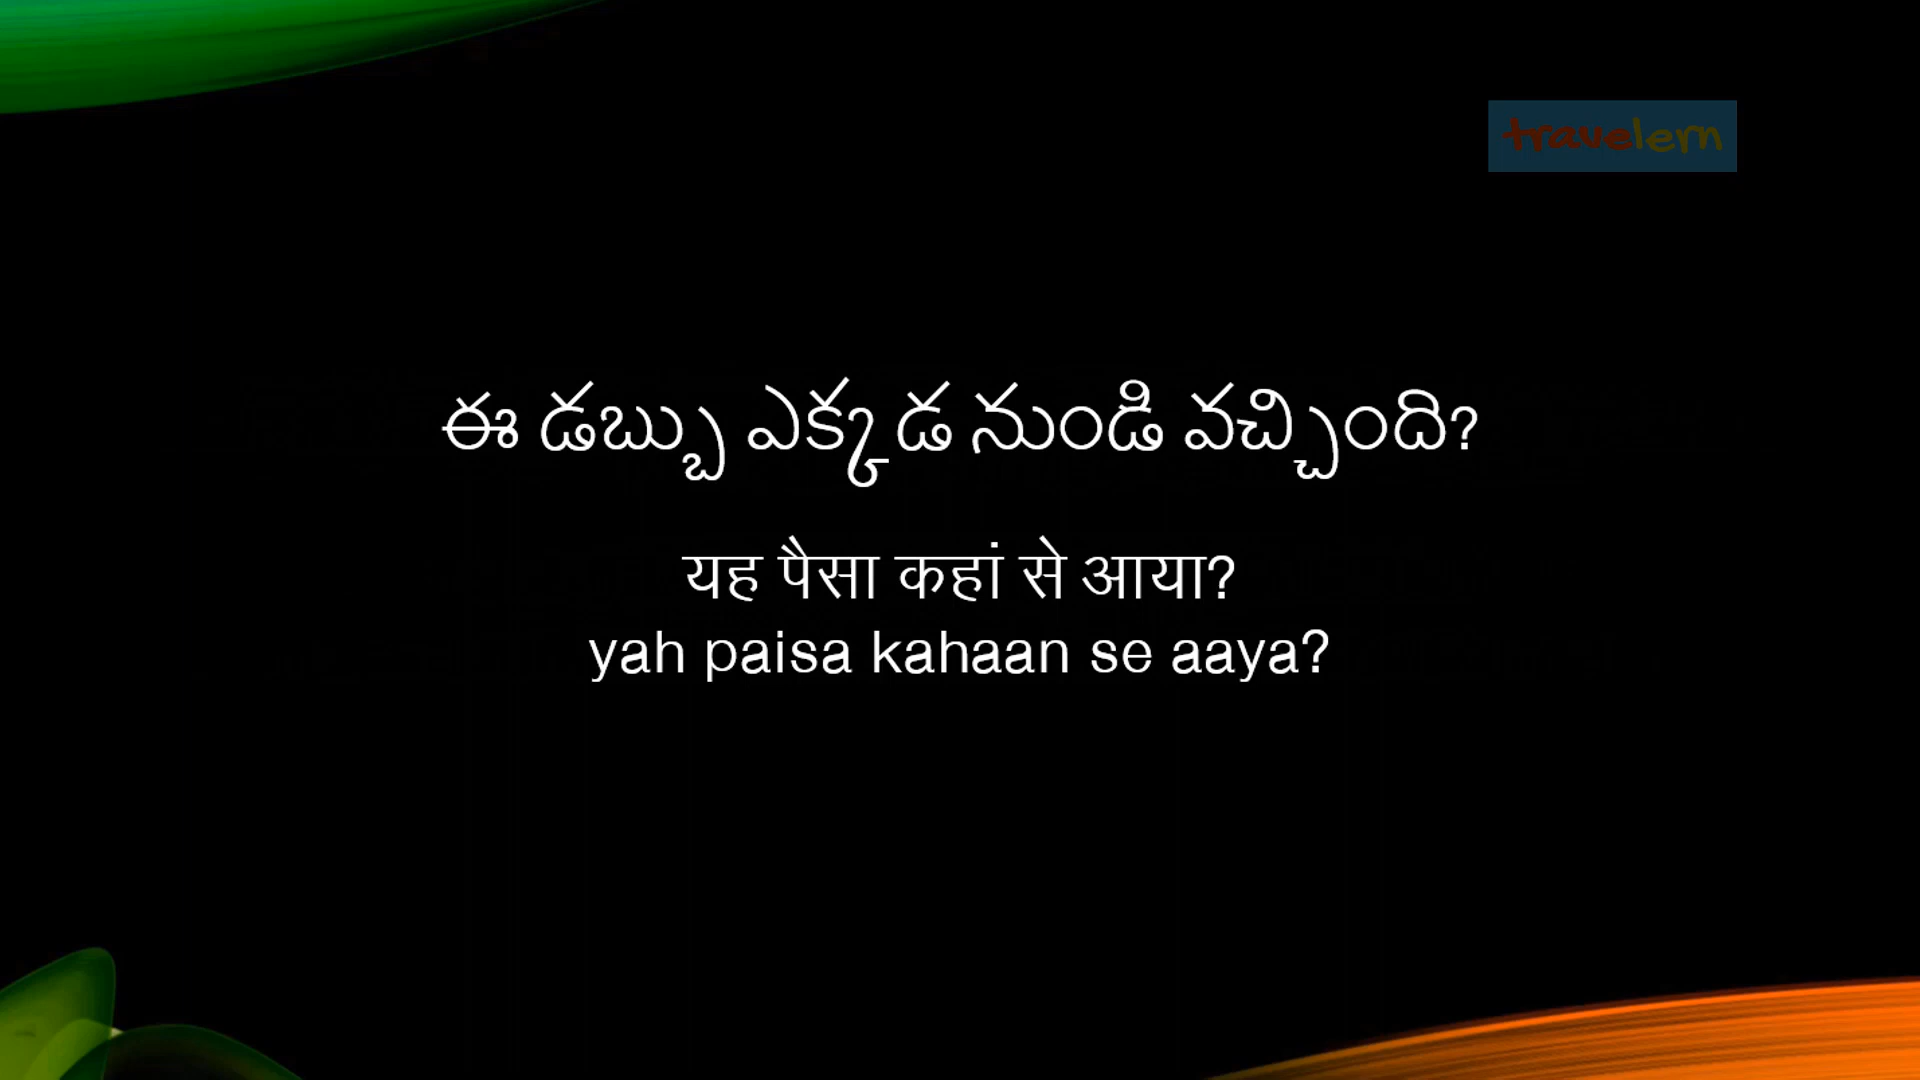 travelern
ఈ డబ్బు ఎక్కడ నుండి వచ్చింది?
यह पैसा कहां से आया?
yah paisa kahaan se aaya?